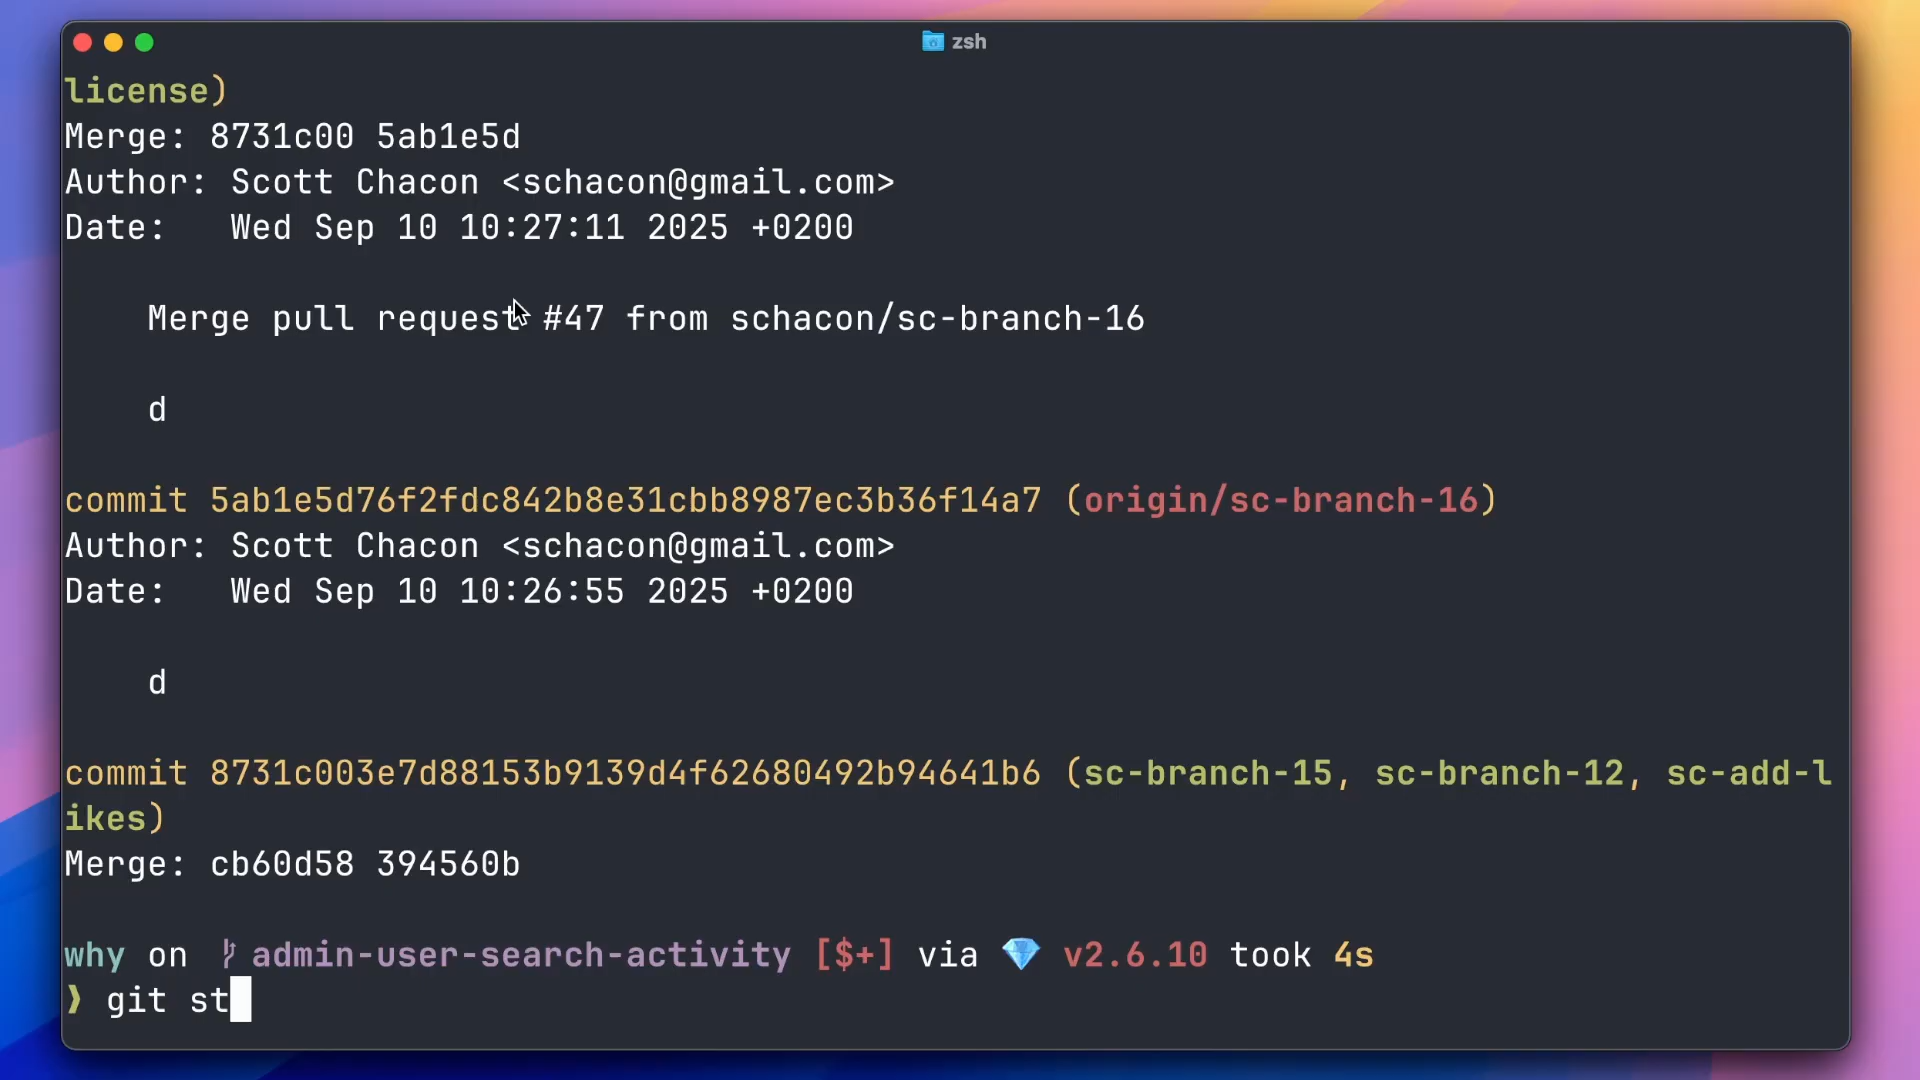 zsh
license)
Merge: 8731c00 5ab1e5d
Author: Scott Chacon <schacon@gmail.com>
Date:   Wed Sep 10 10:27:11 2025 +0200
Merge pull request #47 from schacon/sc-branch-16
d
commit 5ab1e5d76f2fdc842b8e31cbb8987ec3b36f14a7 (origin/sc-branch-16)
Author: Scott Chacon <schacon@gmail.com>
Date:   Wed Sep 10 10:26:55 2025 +0200
d
commit 8731c003e7d88153b9139d4f62680492b94641b6 (sc-branch-15, sc-branch-12, sc-add-l
ikes)
Merge: cb60d58 394560b
why on admin-user-search-activity [$+] via 💎 v2.6.10 took 4s
❯ git st